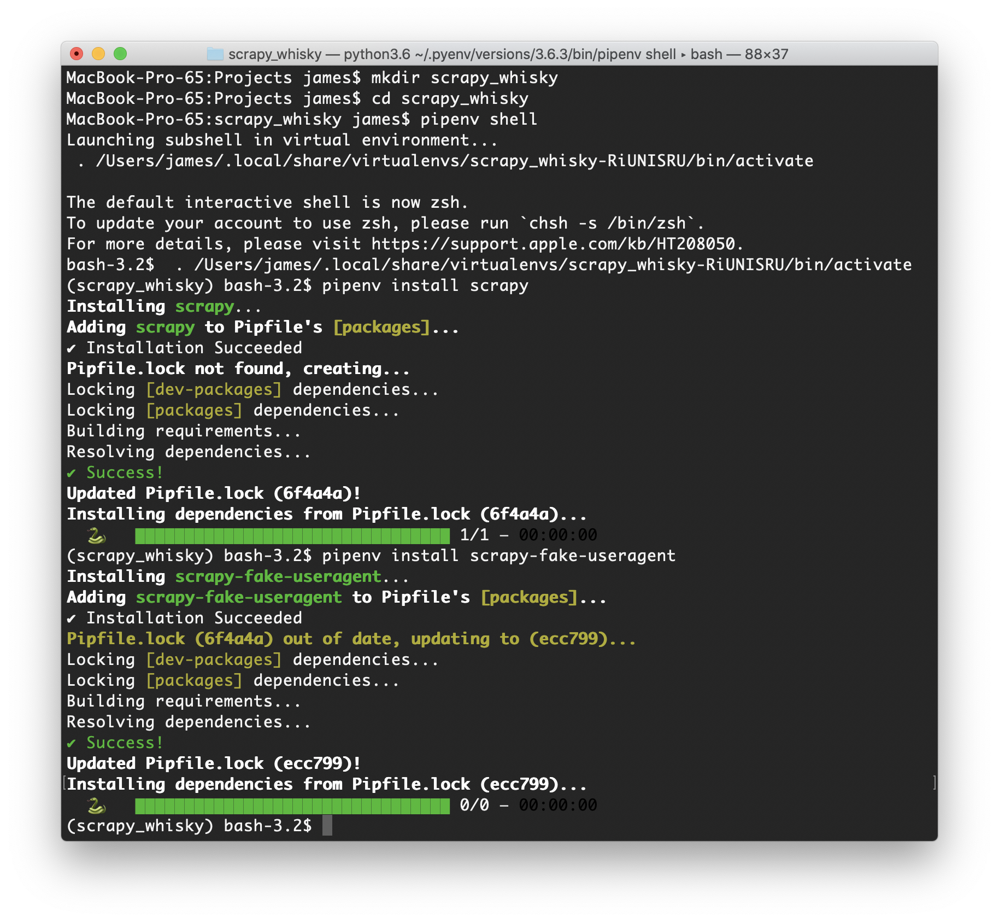 scrapy_whisky — python3.6 ~/.pyenv/versions/3.6.3/bin/pipenv shell ▸ bash — 88×37
MacBook-Pro-65:Projects james$ mkdir scrapy_whisky
MacBook-Pro-65:Projects james$ cd scrapy_whisky
MacBook-Pro-65:scrapy_whisky james$ pipenv shell
Launching subshell in virtual environment...
 . /Users/james/.local/share/virtualenvs/scrapy_whisky-RiUNISRU/bin/activate
The default interactive shell is now zsh.
To update your account to use zsh, please run `chsh -s /bin/zsh`.
For more details, please visit https://support.apple.com/kb/HT208050.
bash-3.2$  . /Users/james/.local/share/virtualenvs/scrapy_whisky-RiUNISRU/bin/activate
(scrapy_whisky) bash-3.2$ pipenv install scrapy
Installing scrapy...
Adding scrapy to Pipfile's [packages]...
✔ Installation Succeeded
Pipfile.lock not found, creating...
Locking [dev-packages] dependencies...
Locking [packages] dependencies...
Building requirements...
Resolving dependencies...
✔ Success!
Updated Pipfile.lock (6f4a4a)!
Installing dependencies from Pipfile.lock (6f4a4a)...
1/1 — 00:00:00
(scrapy_whisky) bash-3.2$ pipenv install scrapy-fake-useragent
Installing scrapy-fake-useragent...
Adding scrapy-fake-useragent to Pipfile's [packages]...
✔ Installation Succeeded
Pipfile.lock (6f4a4a) out of date, updating to (ecc799)...
Locking [dev-packages] dependencies...
Locking [packages] dependencies...
Building requirements...
Resolving dependencies...
✔ Success!
Updated Pipfile.lock (ecc799)!
Installing dependencies from Pipfile.lock (ecc799)...
0/0 — 00:00:00
(scrapy_whisky) bash-3.2$